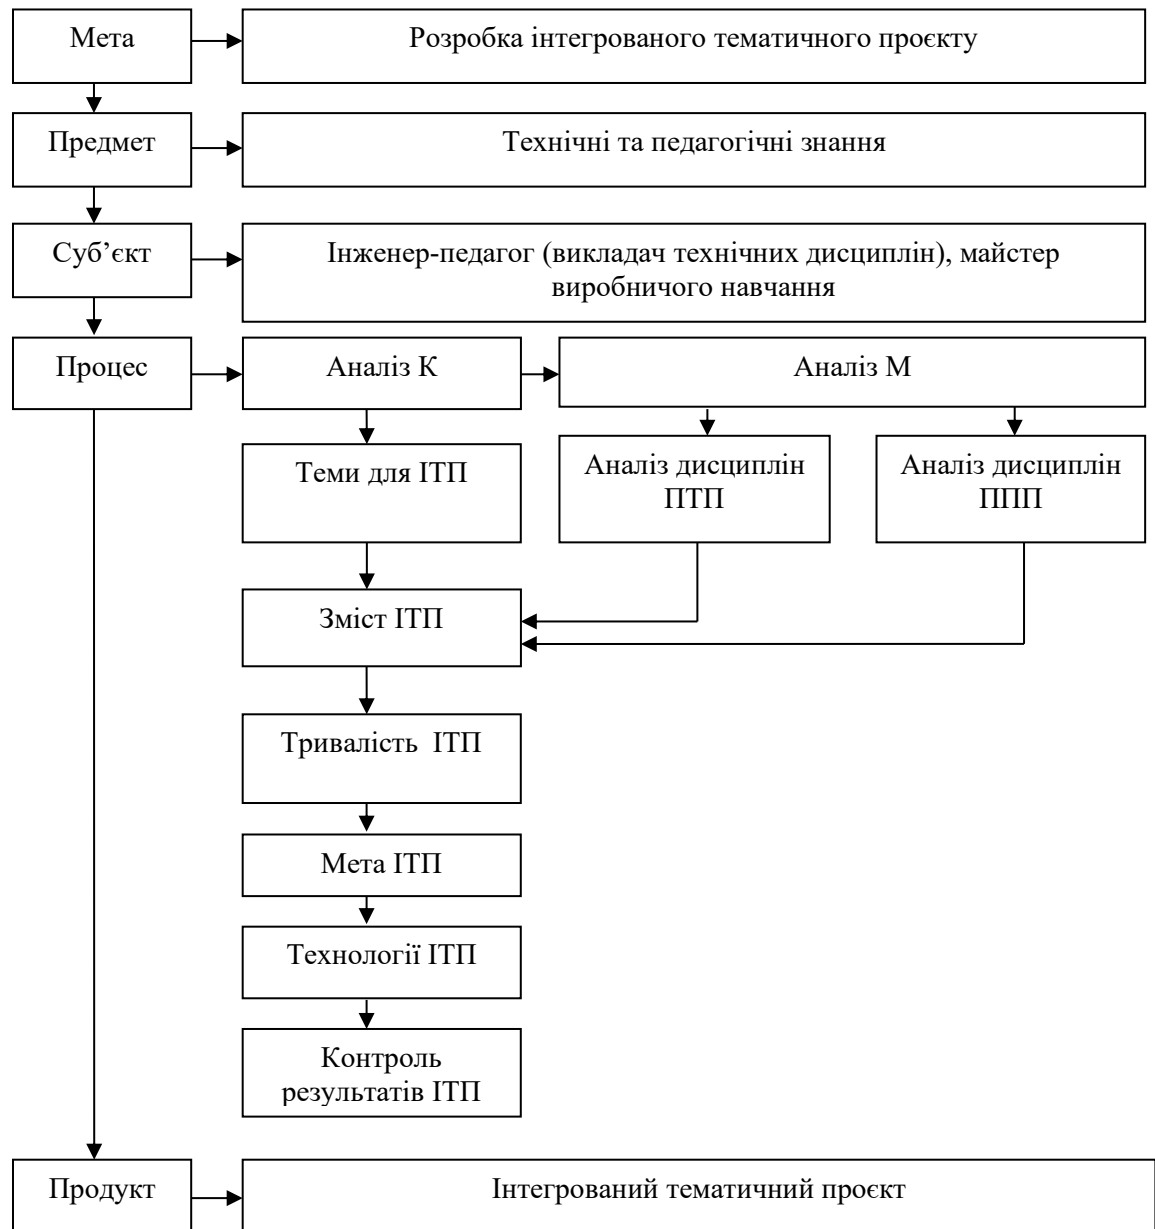 Мета
Розробка інтегрованого тематичного проєкту
Предмет
Технічні та педагогічні знання
Суб’єкт
Інженер-педагог (викладач технічних дисциплін), майстер
виробничого навчання
Процес
Аналіз К
Аналіз М
Теми для ІТП
Аналіз дисциплін
ПТП
Аналіз дисциплін
ППП
Зміст ІТП
Тривалість ІТП
Мета ІТП
Технології ІТП
Контроль
результатів ІТП
Продукт
Інтегрований тематичний проєкт